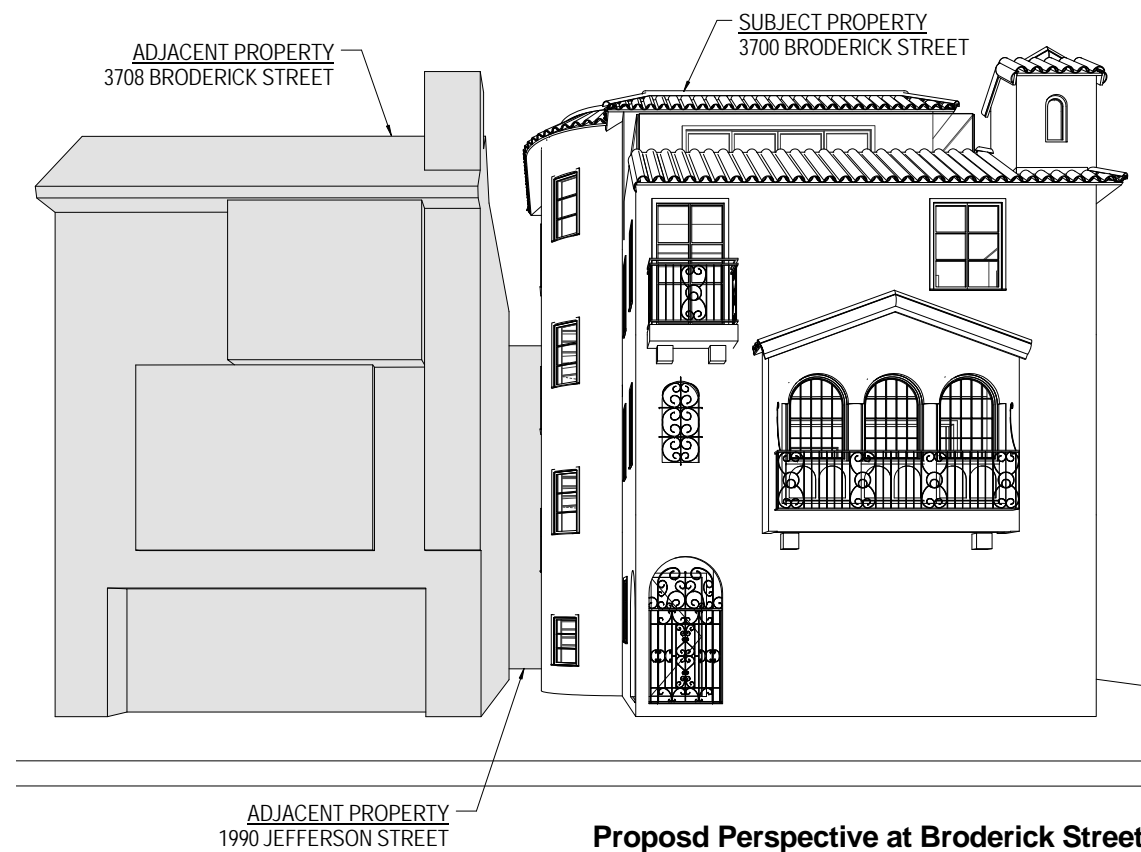 SUBJECT PROPERTY
3700 BRODERICK STREET
ADJACENT PROPERTY
3708 BRODERICK STREET
ADJACENT PROPERTY
1990 JEFFERSON STREET
Proposd Perspective at Broderick Street